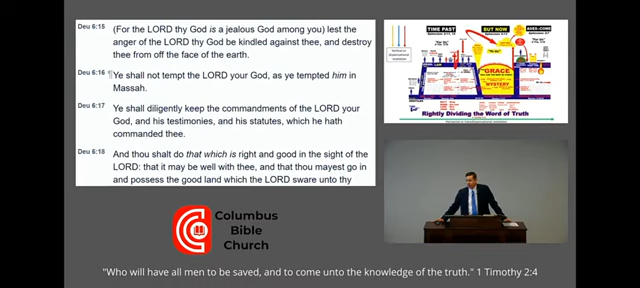 Deu 6:15 (For the LORD thy God is a jealous God among you) lest the
anger of the LORD thy God be kindled against thee, and destroy
thee from off the face of the earth.
Deu 6:16 ¶Ye shall not tempt the LORD your God, as ye tempted him in
Massah.
Deu 6:17 Ye shall diligently keep the commandments of the LORD your
God, and his testimonies, and his statutes, which he hath
commanded thee.
Deu 6:18 And thou shalt do that which is right and good in the sight of the
LORD: that it may be well with thee, and that thou mayest go in
and possess the good land which the LORD sware unto thy
TIME PAST
BUT NOW
AGES-COME
GRACE
MYSTERY
Rightly Dividing the Word of Truth
Columbus
Bible
Church
"Who will have all men to be saved, and to come unto the knowledge of the truth." 1 Timothy 2:4